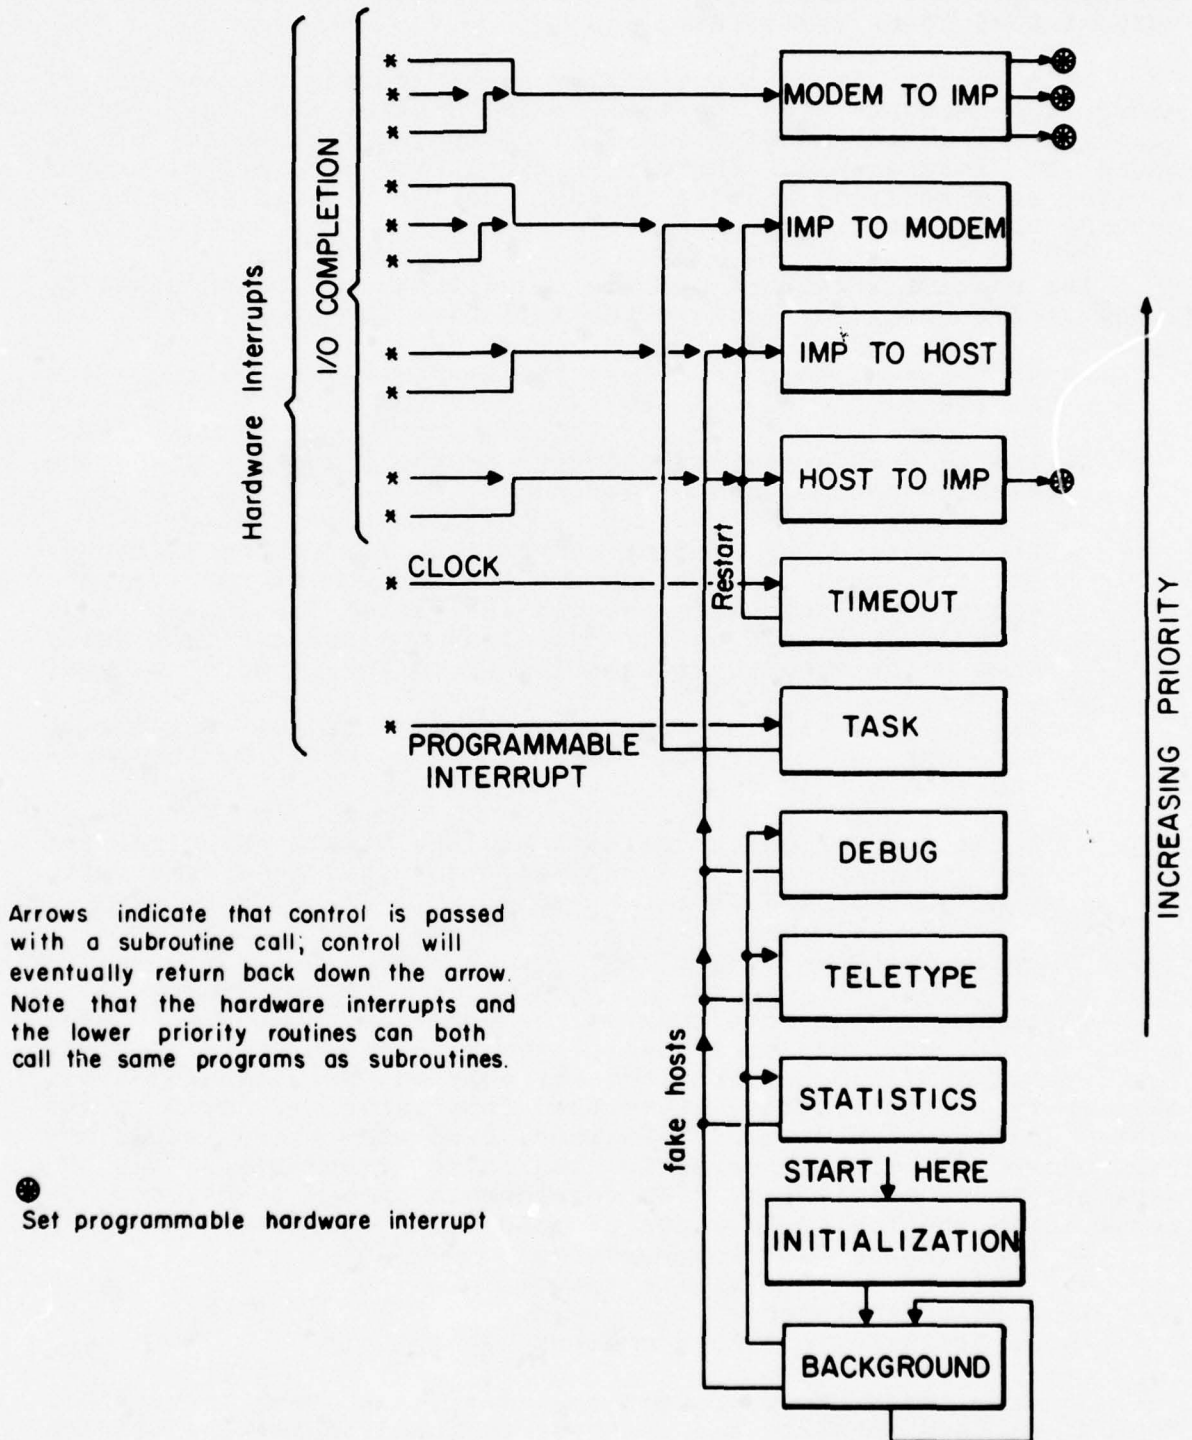 Hardware Interrupts
I/O COMPLETION
MODEM TO IMP
IMP TO MODEM
IMP TO HOST
HOST TO IMP
CLOCK
Restart
TIMEOUT
TASK
PROGRAMMABLE
INTERRUPT
INCREASING PRIORITY
DEBUG
Arrows indicate that control is passed
with a subroutine call; control will
eventually return back down the arrow.
Note that the hardware interrupts and
the lower priority routines can both
call the same programs as subroutines.
TELETYPE
fake hosts
STATISTICS
START HERE
Set programmable hardware interrupt
INITIALIZATION
BACKGROUND